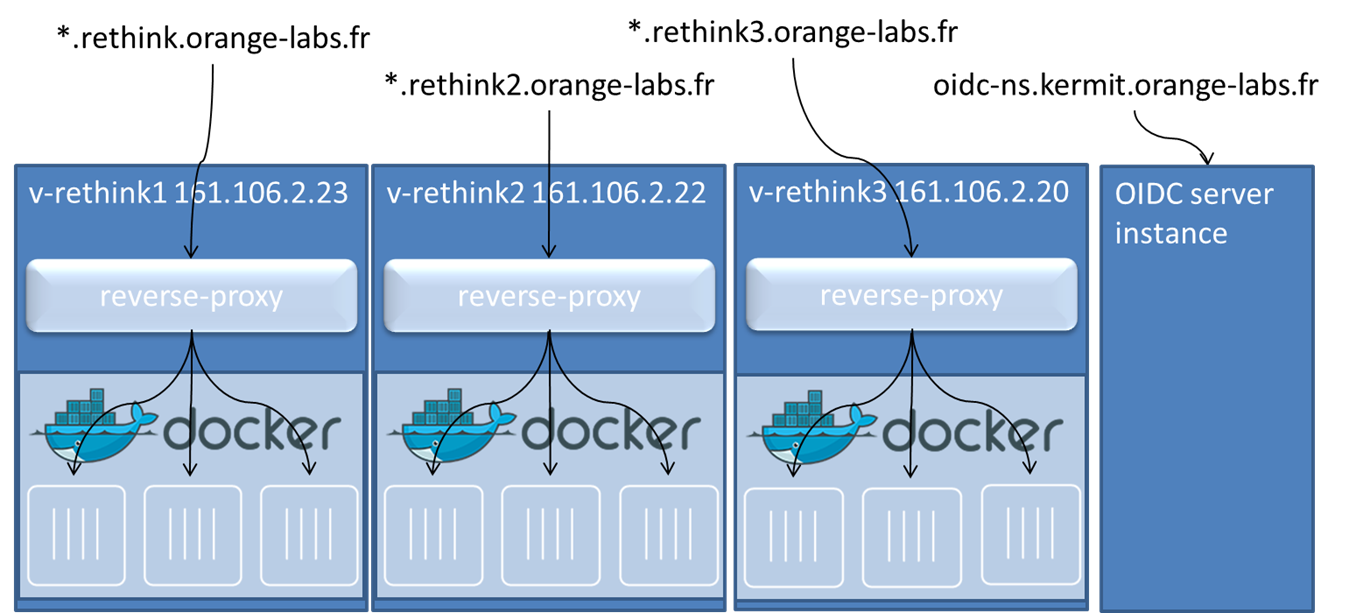 *.rethink.orange-labs.fr
*.rethink3.orange-labs.fr
*.rethink2.orange-labs.fr
oidc-ns.kermit.orange-labs.fr
v-rethink1 161.106.2.23
v-rethink2 161.106.2.22
v-rethink3 161.106.2.20
OIDC server
instance
reverse-proxy
reverse-proxy
reverse-proxy
docker
docker
docker